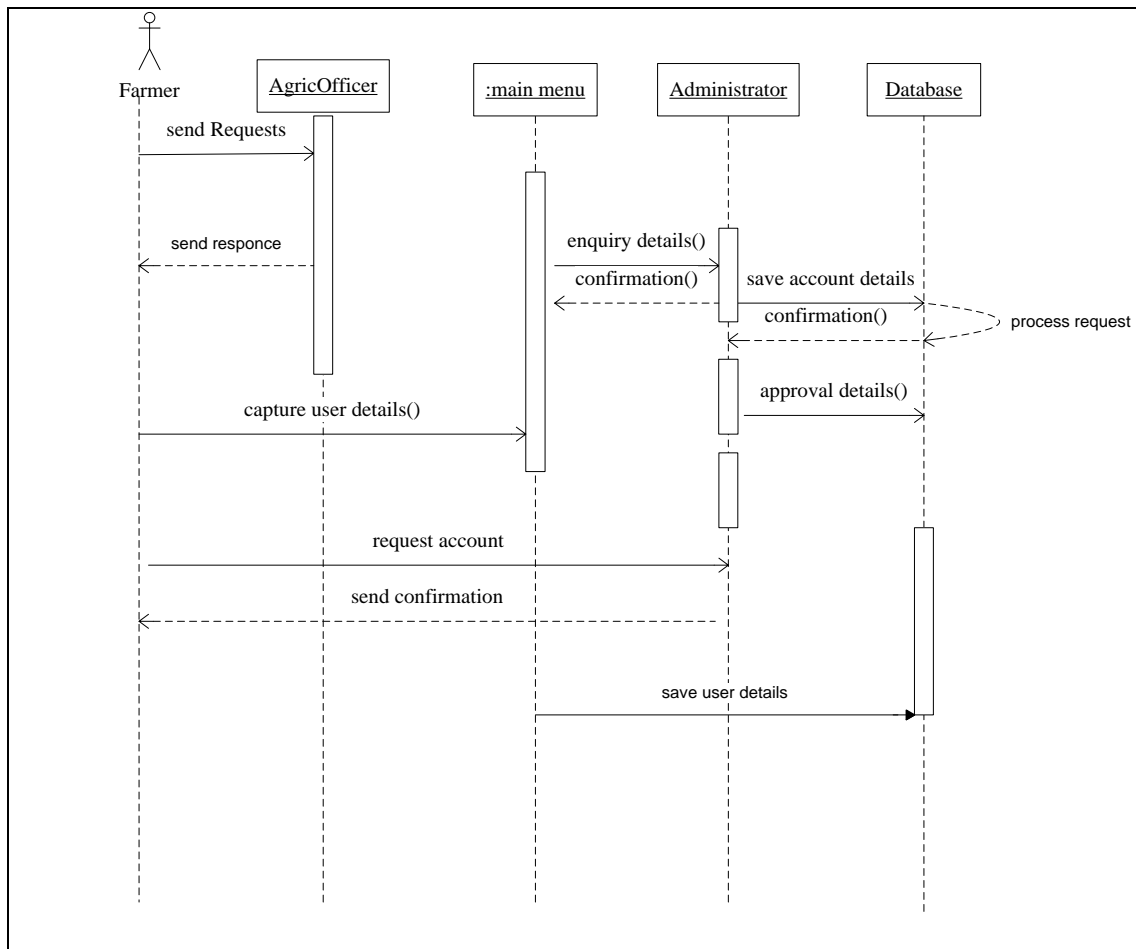 Farmer
AgricOfficer
:main menu
Administrator
Database
send Requests
send responce
enquiry details()
confirmation()
save account details
confirmation()
process request
approval details()
capture user details()
request account
send confirmation
save user details